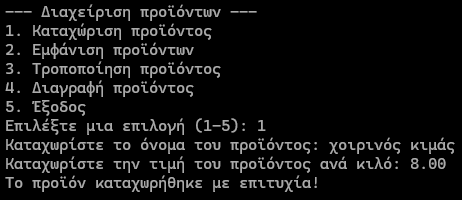 --- Διαχείριση προϊόντων ---
1. Καταχώριση προϊόντος
2. Εμφάνιση προϊόντων
3. Τροποποίηση προϊόντος
4. Διαγραφή προϊόντος
5. Έξοδος
Επιλέξτε μια επιλογή (1-5): 1
Καταχωρίστε το όνομα του προϊόντος: χοιρινός κιμάς
Καταχωρίστε την τιμή του προϊόντος ανά κιλό: 8.00
Το προϊόν καταχωρήθηκε με επιτυχία!